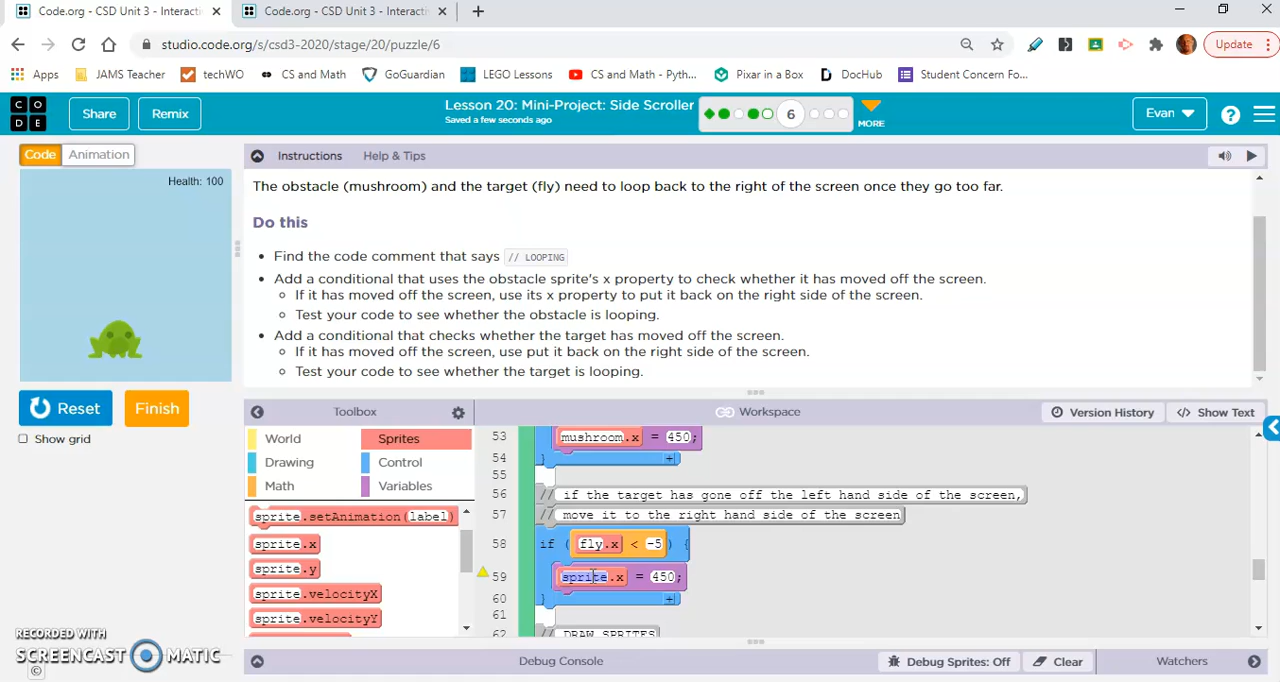 Code.org - CSD Unit 3 - Interacti × Code.org - CSD Unit 3 - Interacti × +
studio.code.org/s/csd3-2020/stage/20/puzzle/6 Update
Apps JAMS Teacher techWO CS and Math GoGuardian LEGO Lessons CS and Math - Pyth... Pixar in a Box DocHub Student Concern Fo...
C O D E Share Remix Lesson 20: Mini-Project: Side Scroller 6 MORE Evan ?
Saved a few seconds ago
Code Animation Instructions Help & Tips
Health: 100
The obstacle (mushroom) and the target (fly) need to loop back to the right of the screen once they go too far.
Do this
• Find the code comment that says // LOOPING
• Add a conditional that uses the obstacle sprite's x property to check whether it has moved off the screen.
If it has moved off the screen, use its x property to put it back on the right side of the screen.
Test your code to see whether the obstacle is looping.
• Add a conditional that checks whether the target has moved off the screen.
If it has moved off the screen, use put it back on the right side of the screen.
Test your code to see whether the target is looping.
Reset Finish
Show grid
Toolbox Workspace Version History </> Show Text
World Sprites
Drawing Control
Math Variables
sprite.setAnimation(label)
sprite.x
sprite.y
sprite.velocityX
sprite.velocityY
53 mushroom.x = 450;
54 } +
55
56 // if the target has gone off the left hand side of the screen,
57 // move it to the right hand side of the screen
58 if ( fly.x < -5 ) {
59 sprite.x = 450;
60 } +
61
62 // DRAW SPRITES
RECORDED WITH
SCREENCAST MATIC
©
Debug Console Debug Sprites: Off Clear Watchers